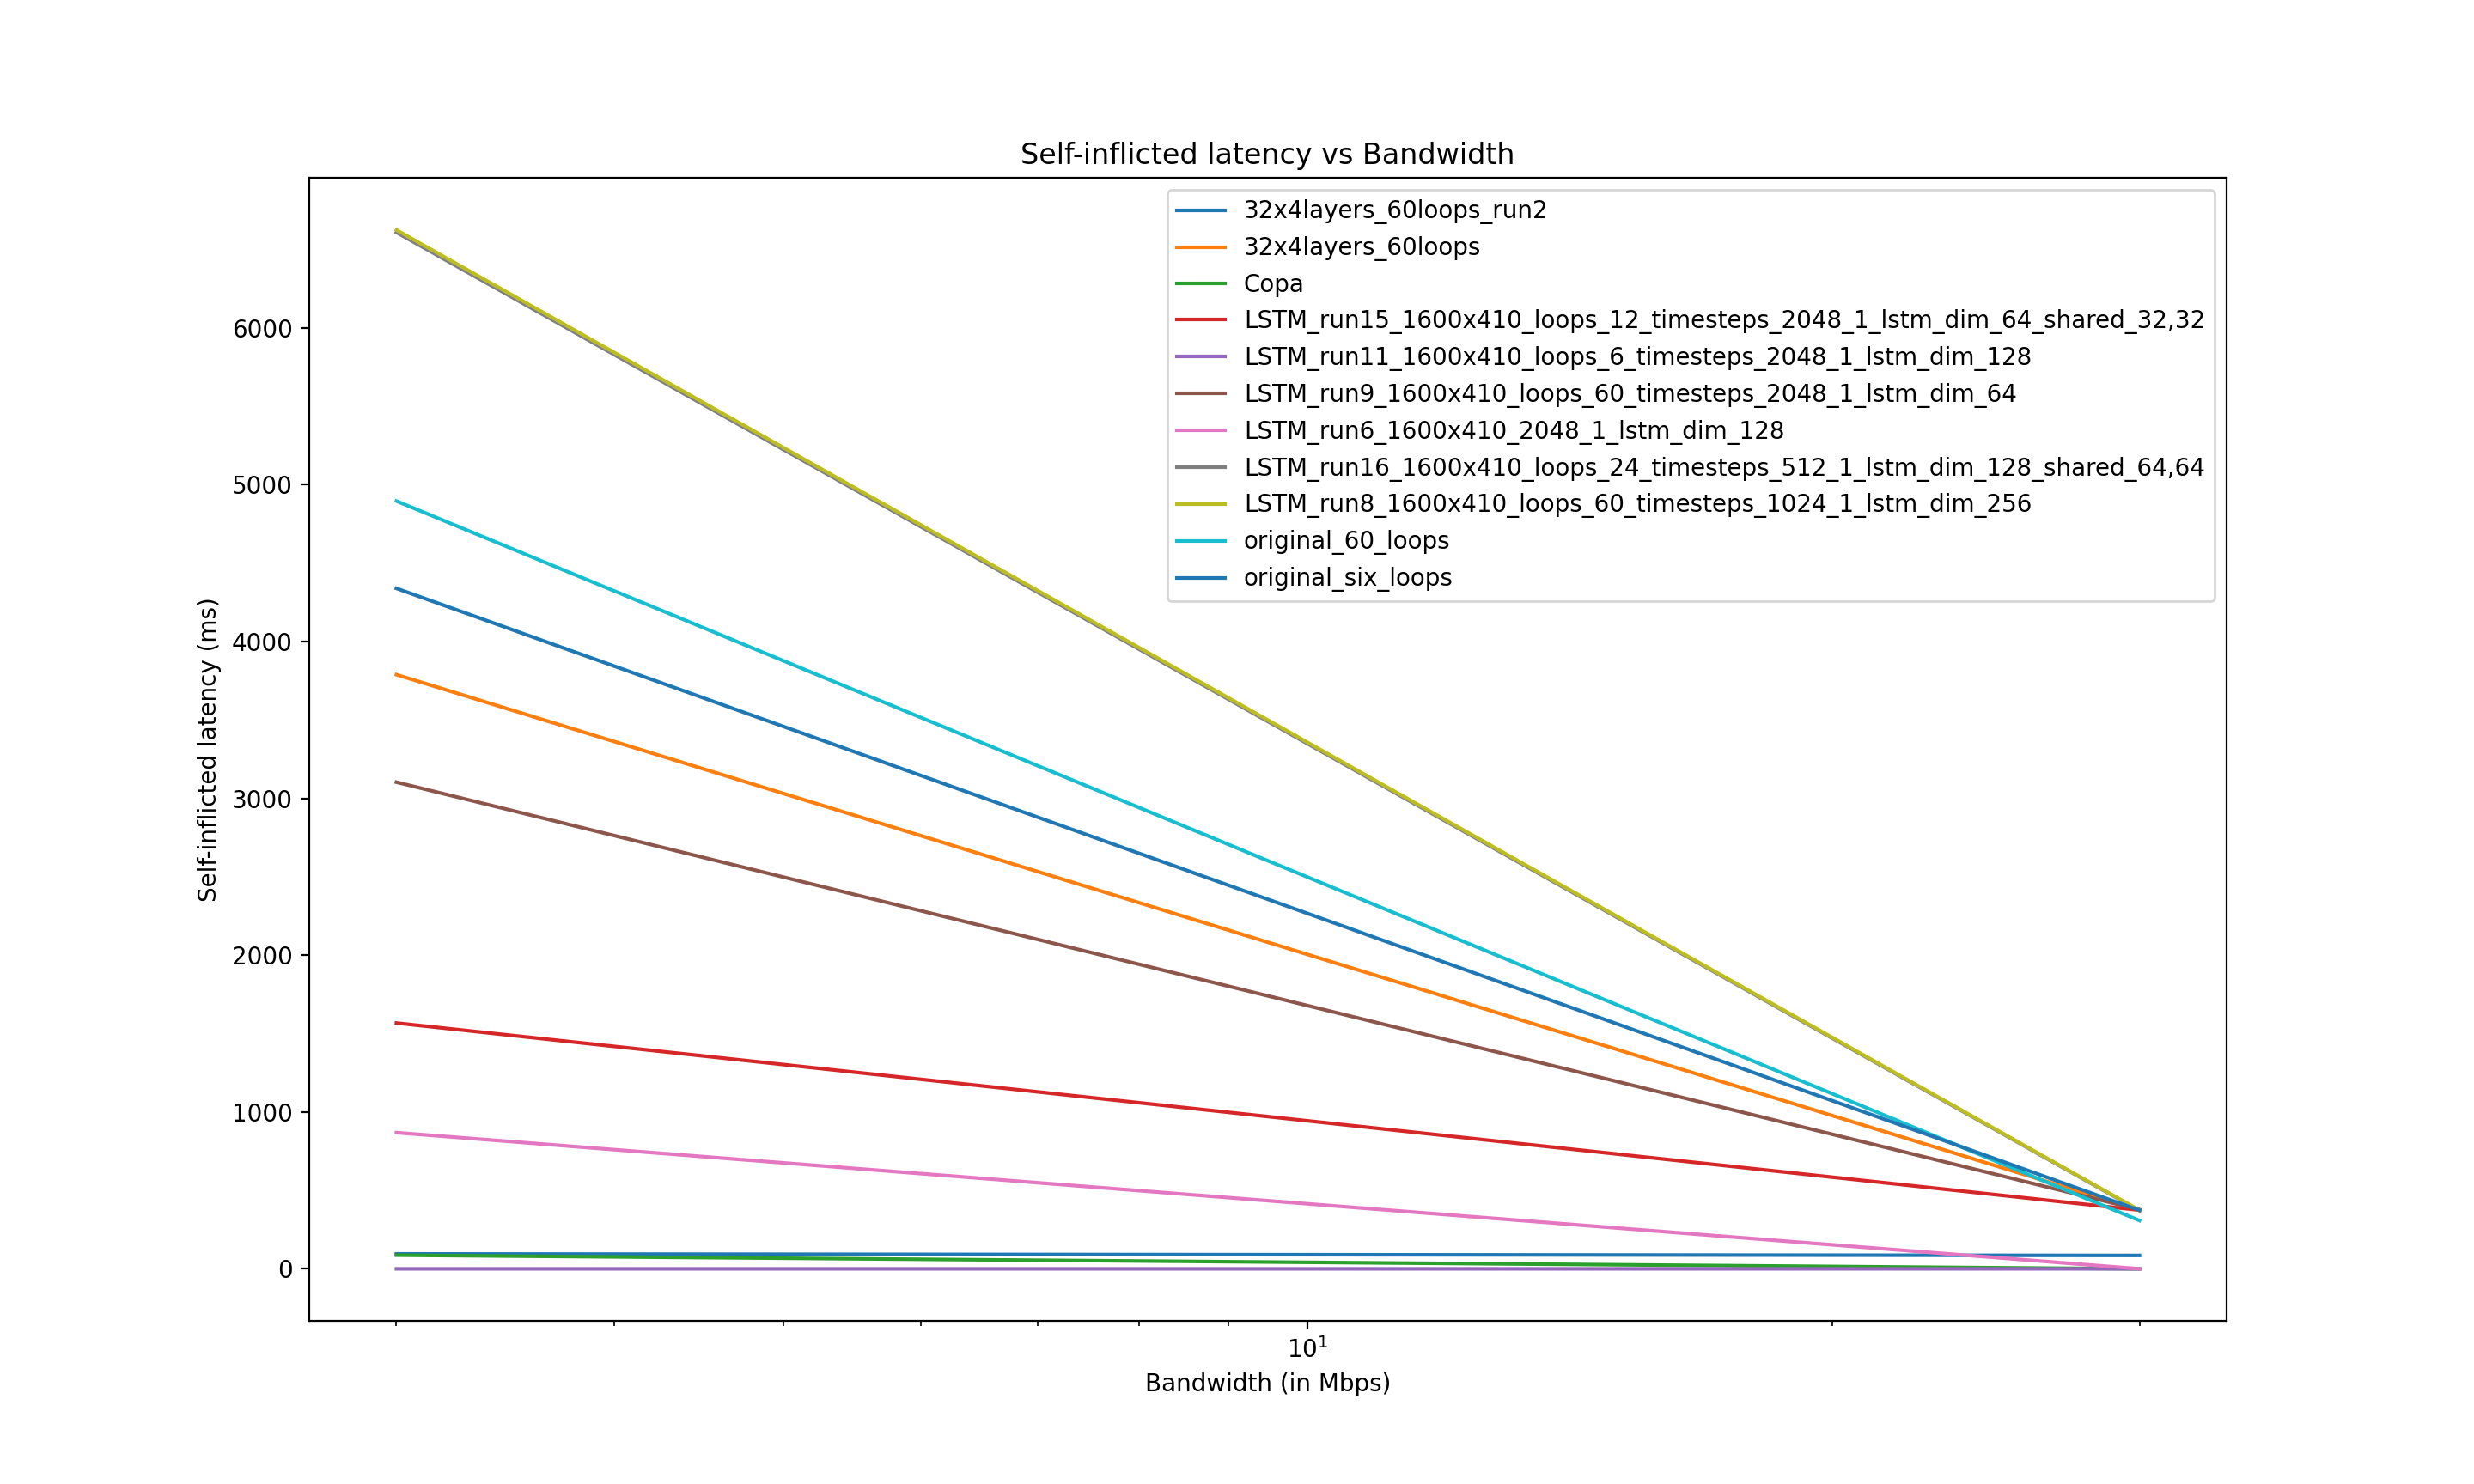 Self-inflicted latency vs Bandwidth
32x4layers_60loops_run2
32x4layers_60loops
Copa
LSTM_run15_1600x410_loops_12_timesteps_2048_1_lstm_dim_64_shared_32,32
LSTM_run11_1600x410_loops_6_timesteps_2048_1_lstm_dim_128
LSTM_run9_1600x410_loops_60_timesteps_2048_1_lstm_dim_64
LSTM_run6_1600x410_2048_1_lstm_dim_128
LSTM_run16_1600x410_loops_24_timesteps_512_1_lstm_dim_128_shared_64,64
LSTM_run8_1600x410_loops_60_timesteps_1024_1_lstm_dim_256
original_60_loops
original_six_loops
Self-inflicted latency (ms)
6000
5000
4000
3000
2000
1000
0
10¹
Bandwidth (in Mbps)